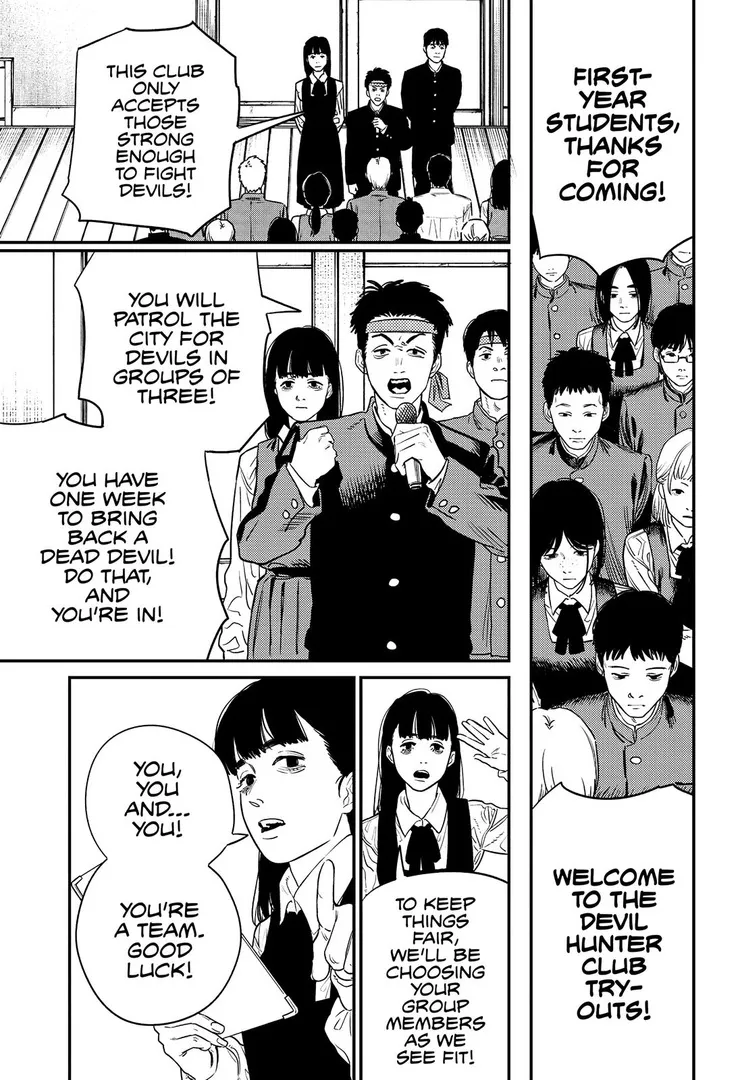 FIRST-
YEAR
STUDENTS,
THANKS
FOR
COMING!
WELCOME
TO THE
DEVIL
HUNTER
CLUB
TRY-
OUTS!
THIS CLUB
ONLY
ACCEPTS
THOSE
STRONG
ENOUGH
TO FIGHT
DEVILS!
YOU WILL
PATROL THE
CITY FOR
DEVILS IN
GROUPS OF
THREE!
YOU HAVE
ONE WEEK
TO BRING
BACK A
DEAD DEVIL!
DO THAT,
AND
YOU'RE IN!
TO KEEP
THINGS
FAIR,
WE'LL BE
CHOOSING
YOUR
GROUP
MEMBERS
AS WE
SEE FIT!
YOU,
YOU
AND...
YOU!
YOU'RE
A TEAM.
GOOD
LUCK!